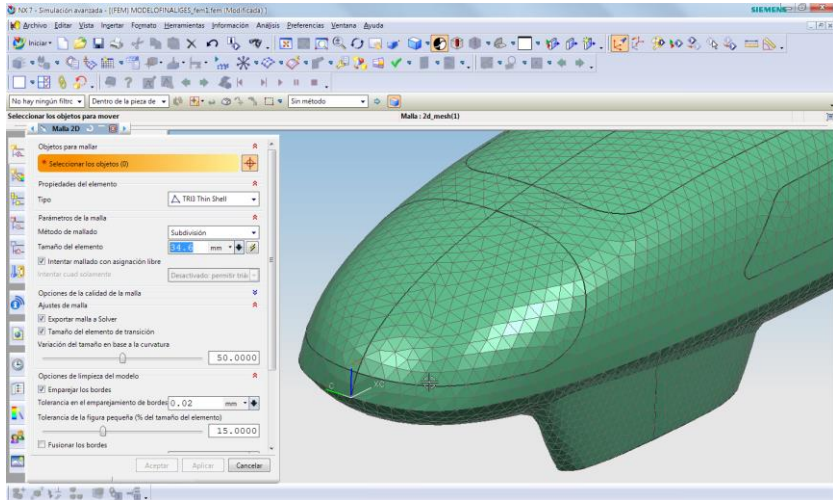 NX 7 - Simulación avanzada - [(FEM) MODELOFINALIGES_fem1.fem (Modificada) ]
SIEMENS
Archivo Editar Vista Insertar Formato Herramientas Información Análisis Preferencias Ventana Ayuda
Iniciar
No hay ningún filtrc
Dentro de la pieza de
Sin método
Seleccionar los objetos para mover
Malla : 2d_mesh(1)
Malla 2D
Objetos para mallar
* Seleccionar los objetos (0)
Propiedades del elemento
Tipo
TRI3 Thin Shell
Parámetros de la malla
Método de mallado
Subdivisión
Tamaño del elemento
34.6
mm
Intentar mallado con asignación libre
Intentar cuad solamente
Desactivado: permitir triá
Opciones de la calidad de la malla
Ajustes de malla
Exportar malla a Solver
Tamaño del elemento de transición
Variación del tamaño en base a la curvatura
50.0000
Opciones de limpieza del modelo
Emparejar los bordes
Tolerancia en el emparejamiento de bordes
0.02
mm
Tolerancia de la figura pequeña (% del tamaño del elemento)
15.0000
Fusionar los bordes
Aceptar
Aplicar
Cancelar
XC